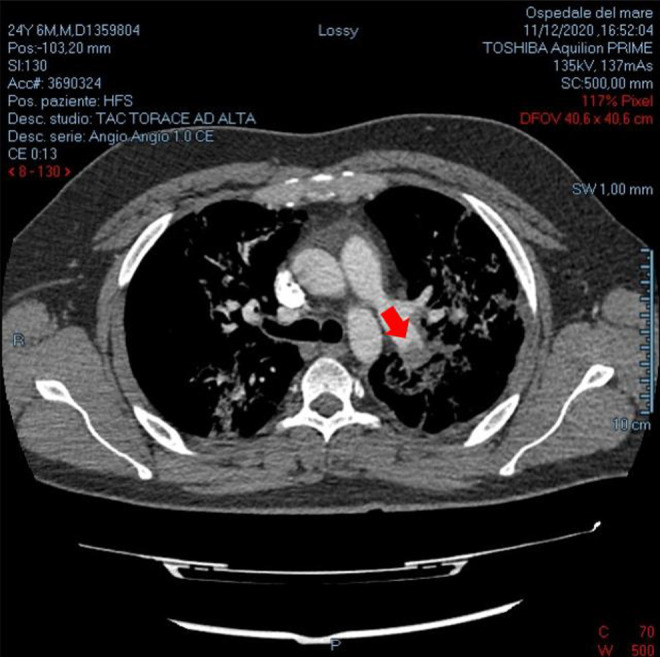 24Y 6M,M,D1359804
Pos:-103,20 mm
SI:130
Acc#: 3690324
Pos. paziente: HFS
Desc. studio: TAC TORACE AD ALTA
Desc. serie: Angio Angio 1.0 CE
CE 0:13
< 8 - 130 >
Lossy
Ospedale del mare
11/12/2020 ,16:52:04
TOSHIBA Aquilion PRIME
135kV, 137mAs
SC:500,00 mm
117% Pixel
DFOV 40,6 x 40,6 cm
SW 1,00 mm
R
10 cm
P
C 70
W 500